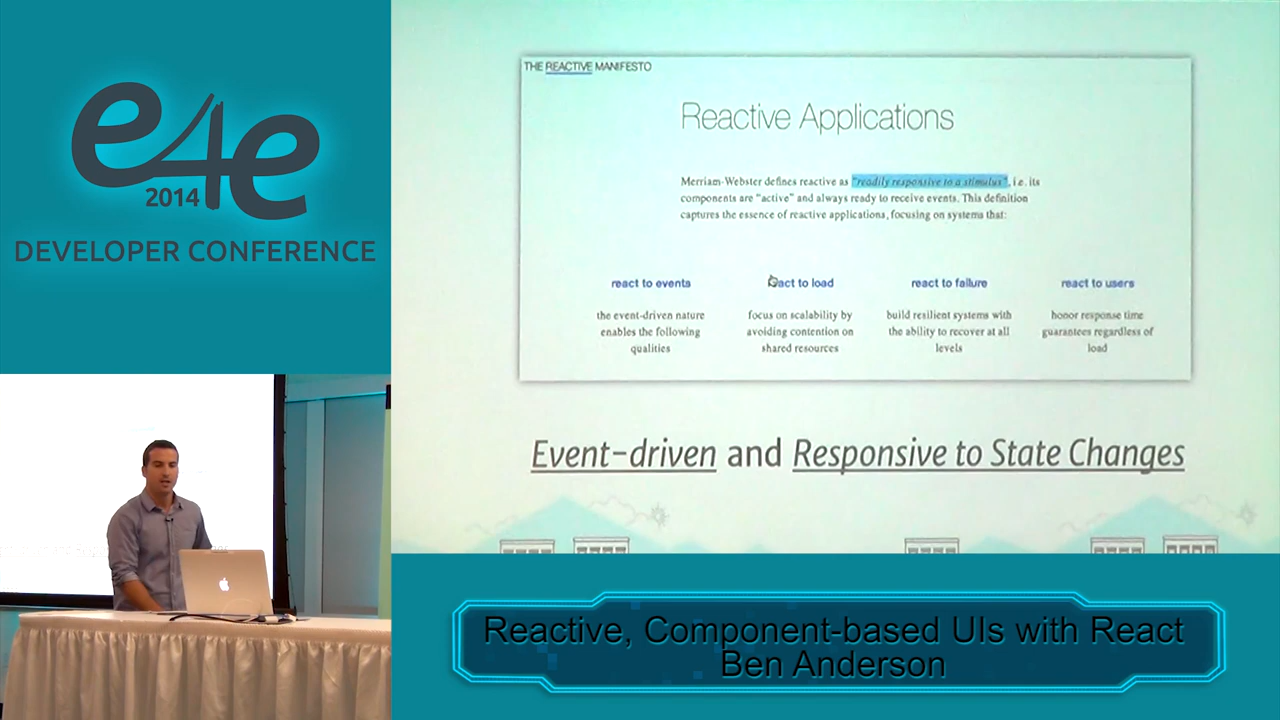 e4e
2014
DEVELOPER CONFERENCE
THE REACTIVE MANIFESTO
Reactive Applications
Merriam-Webster defines reactive as "readily responsive to a stimulus", i.e. its
components are "active" and always ready to receive events. This definition
captures the essence of reactive applications, focusing on systems that:
react to events
the event-driven nature
enables the following
qualities
react to load
focus on scalability by
avoiding contention on
shared resources
react to failure
build resilient systems with
the ability to recover at all
levels
react to users
honor response time
guarantees regardless of
load
Event-driven and Responsive to State Changes
Reactive, Component-based UIs with React
Ben Anderson